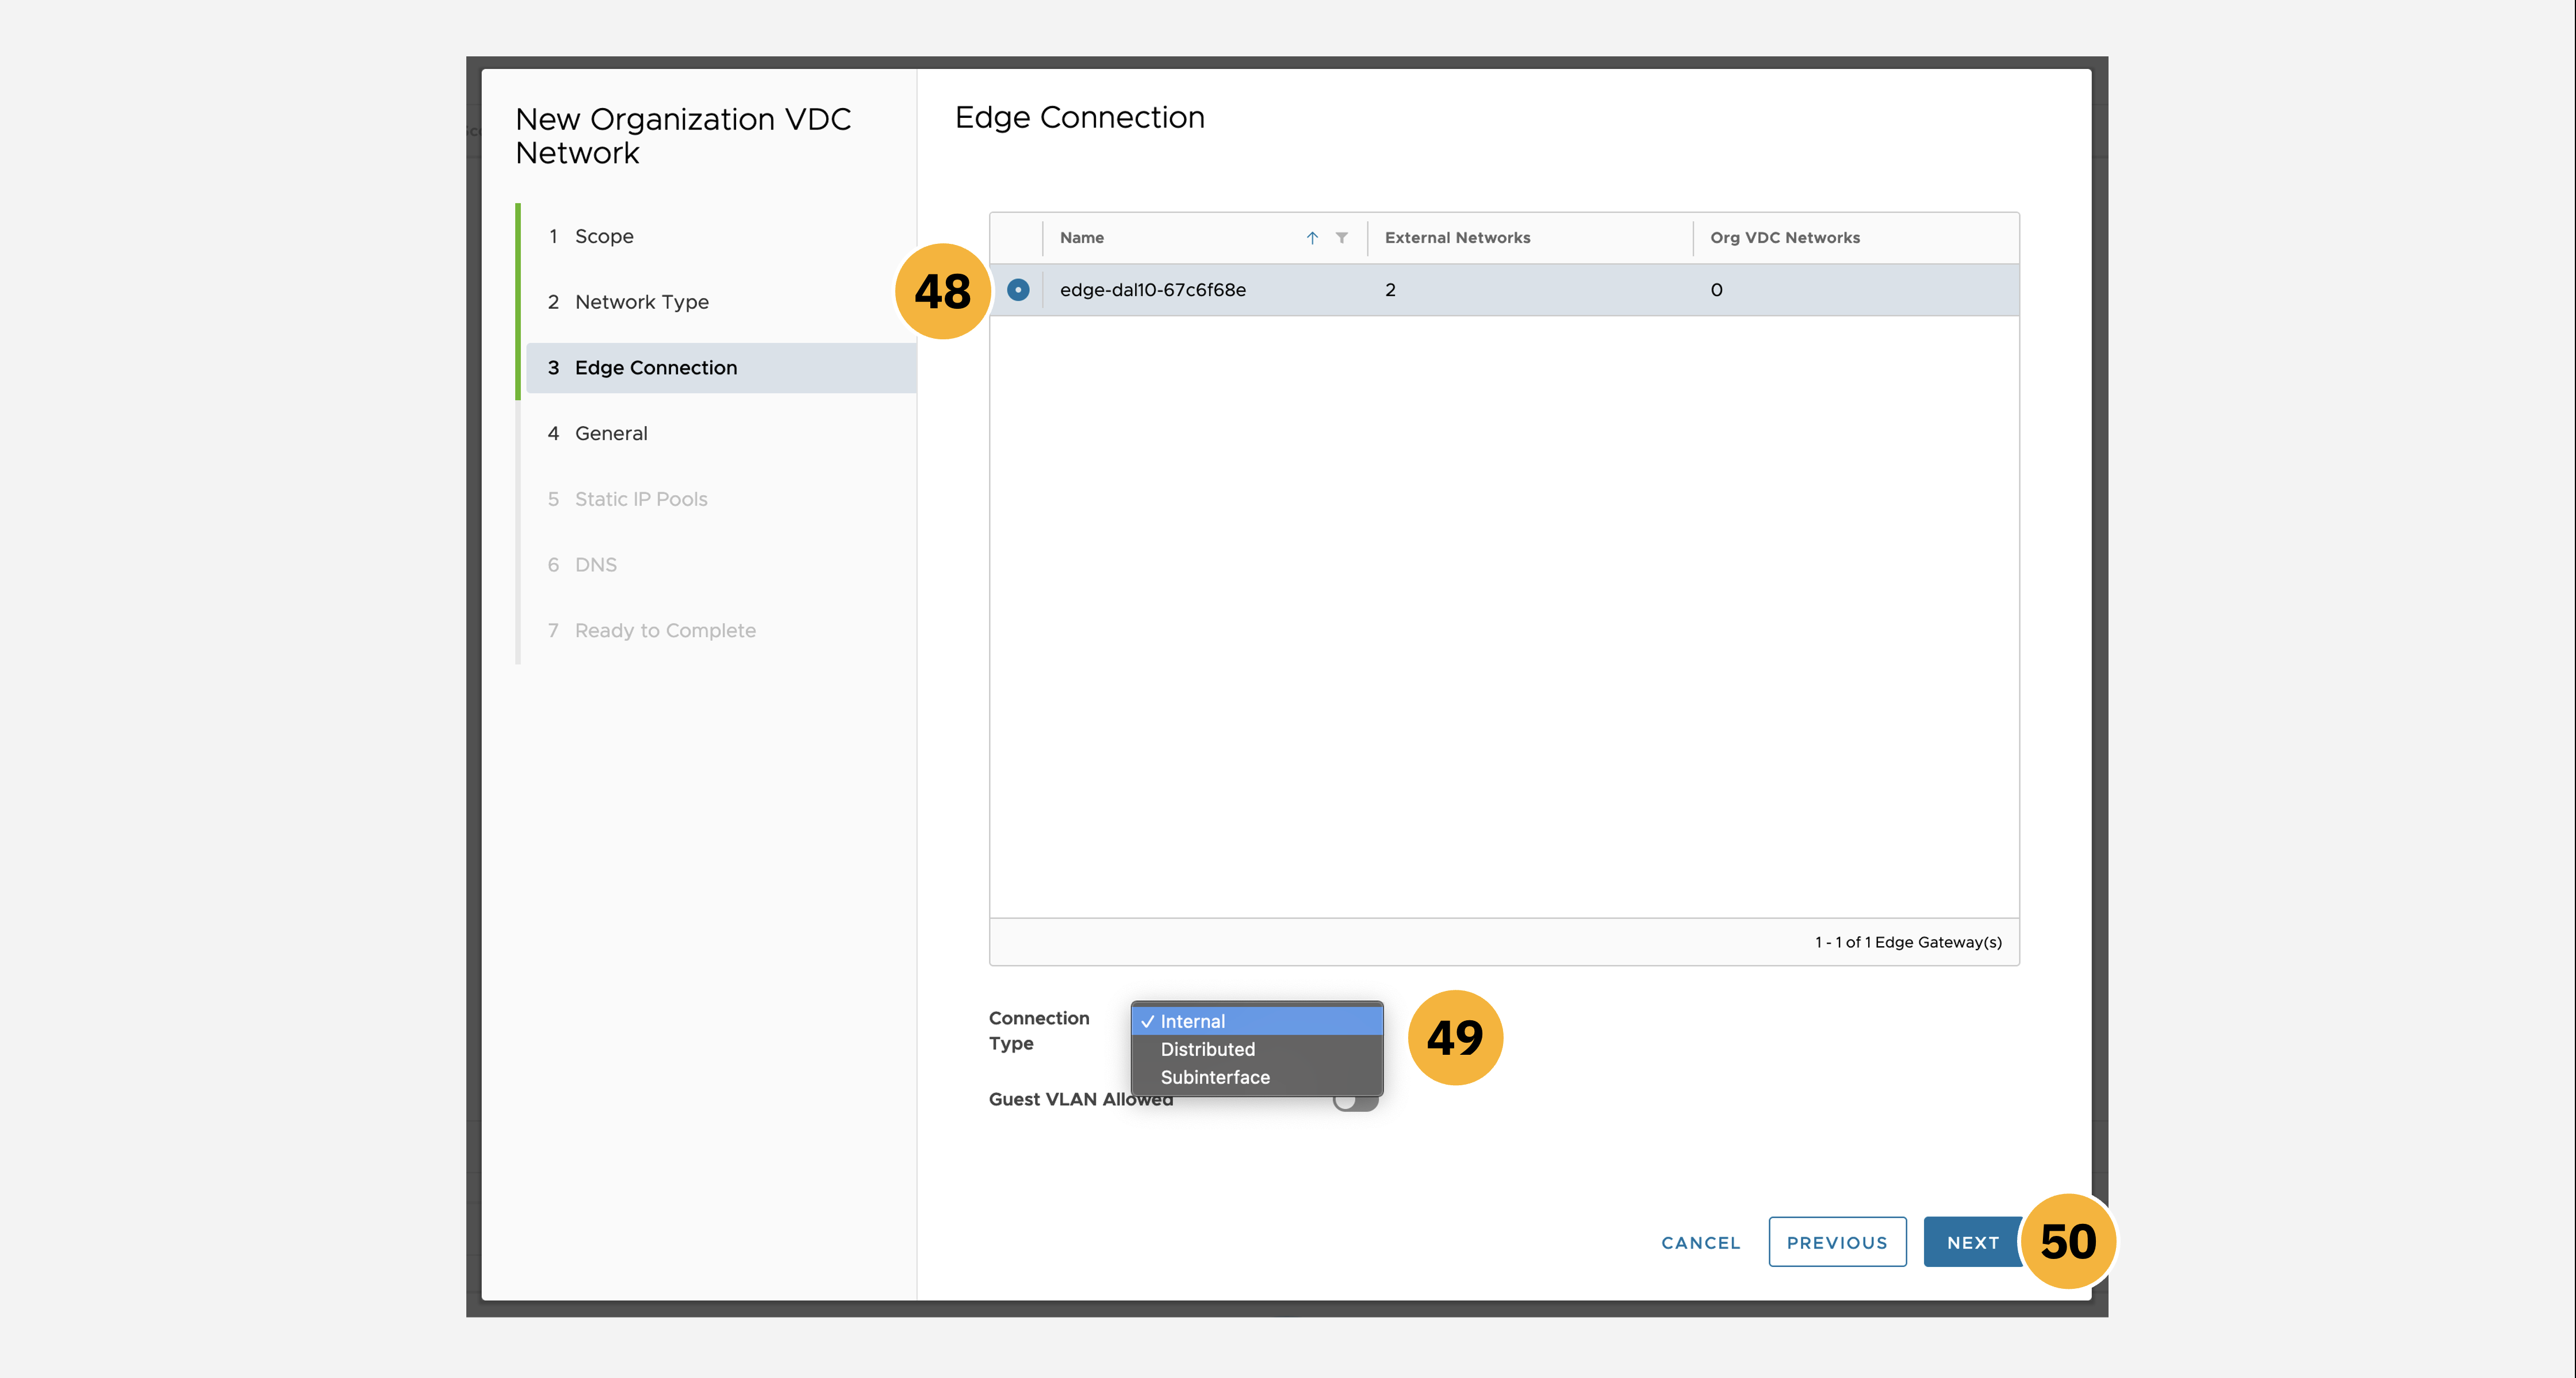 New Organization VDC
Network
1 Scope
2 Network Type
3 Edge Connection
4 General
5 Static IP Pools
6 DNS
7 Ready to Complete
Edge Connection
Name External Networks Org VDC Networks
48
edge-dal10-67c6f68e 2 0
1 - 1 of 1 Edge Gateway(s)
Connection
Type
✓ Internal
Distributed
Subinterface
49
Guest VLAN Allowed
CANCEL PREVIOUS NEXT
50